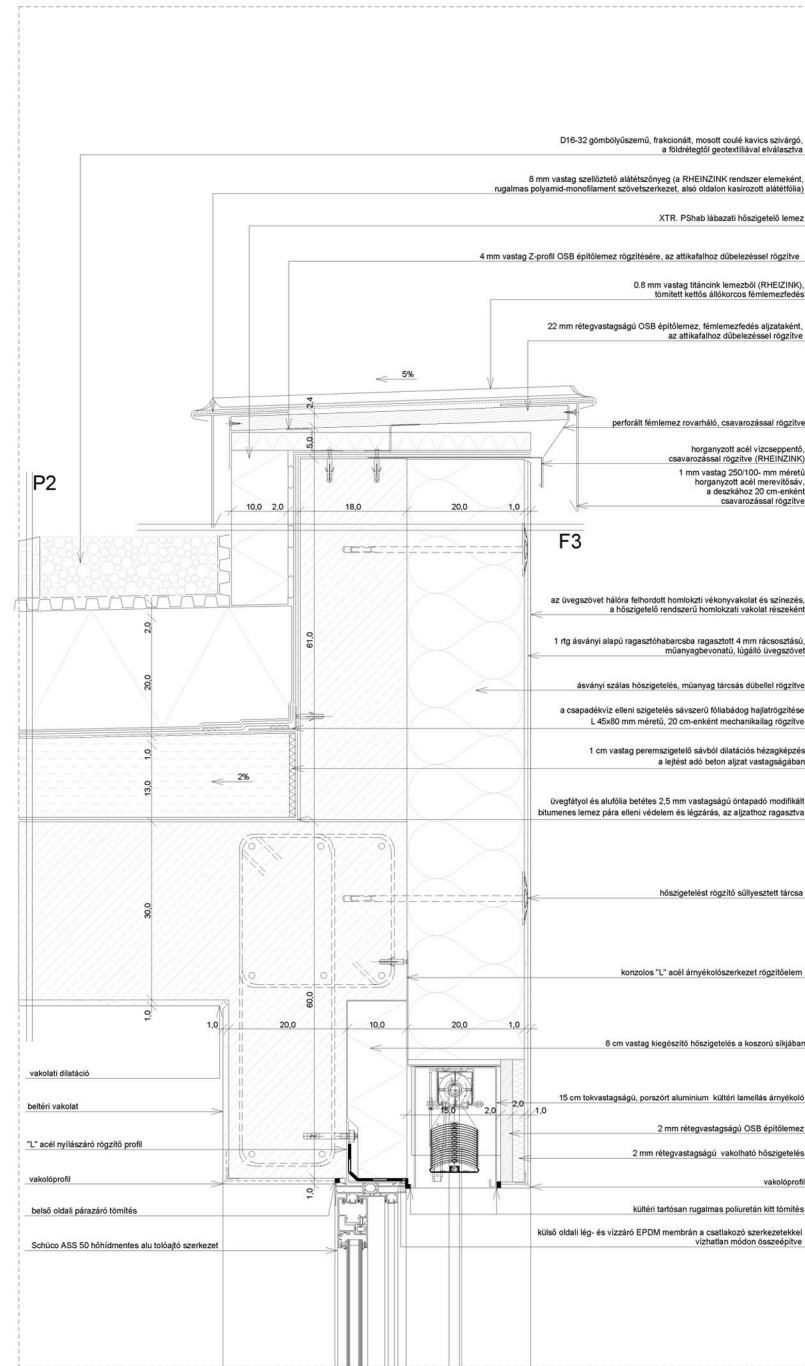 D16-32 gömbölyűszemű, frakcionált, mosott coulé kavics szivárgó,
a földrétegtől geotextíliával elválasztva
8 mm vastag szellőztető alátétszőnyeg (a RHEINZINK rendszer elemeként,
rugalmas polyamid-monofilament szövetszerkezet, alsó oldalon kasírozott alátétfólia)
XTR. PShab lábazati hőszigetelő lemez
4 mm vastag Z-profil OSB építőlemez rögzítésére, az attikafalhoz dűbelezéssel rögzítve
0.8 mm vastag titáncink lemezből (RHEIZINK),
tömített kettős állókorcos fémlemezfedés
22 mm rétegvastagságú OSB építőlemez, fémlemezfedés aljzataként,
az attikafalhoz dűbelezéssel rögzítve
5%
2,4
perforált fémlemez rovarháló, csavarozással rögzítve
5,0
horganyzott acél vízcseppentő,
csavarozással rögzítve (RHEINZINK)
1 mm vastag 250/100- mm méretű
horganyzott acél merevítősáv,
a deszkához 20 cm-enként
csavarozással rögzítve
P2
10,0 2,0 18,0 20,0 1,0
F3
az üvegszövet hálóra felhordott homlokzti vékonyvakolat és színezés,
a hőszigetelő rendszerű homlokzati vakolat részeként
2,0
61,0
1 rtg ásványi alapú ragasztóhabarcsba ragasztott 4 mm rácsosztású,
műanyagbevonatú, lúgálló üvegszövet
20,0
ásványi szálas hőszigetelés, műanyag tárcsás dübellel rögzítve
a csapadékvíz elleni szigetelés sávszerű fóliabádog hajlatrögzítése
L 45x80 mm méretű, 20 cm-enként mechanikailag rögzítve
1,0
1 cm vastag peremszigetelő sávból dilatációs hézagképzés
a lejtést adó beton aljzat vastagságában
2%
13,0
üvegfátyol és alufólia betétes 2,5 mm vastagságú öntapadó modifikált
bitumenes lemez pára elleni védelem és légzárás, az aljzathoz ragasztva
30,0
hőszigetelést rögzítő süllyesztett tárcsa
konzolos "L" acél árnyékolószerkezet rögzítőelem
60,0
1,0
1,0 20,0 10,0 20,0 1,0
8 cm vastag kiegészítő hőszigetelés a koszorú síkjában
vakolati dilatáció
15 cm tokvastagságú, porszórt aluminium kültéri lamellás árnyékoló
2,0
15,0 2,0 1,0
beltéri vakolat
2 mm rétegvastagságú OSB építőlemez
"L" acél nyílászáró rögzítő profil
2 mm rétegvastagságú vakolható hőszigetelés
vakolóprofil
vakolóprofil
1,0
belső oldali párazáró tömítés
kültéri tartósan rugalmas poliuretán kitt tömítés
Schüco ASS 50 hőhídmentes alu tolóajtó szerkezet
külső oldali lég- és vízzáró EPDM membrán a csatlakozó szerkezetekkel
vízhatlan módon összeépítve